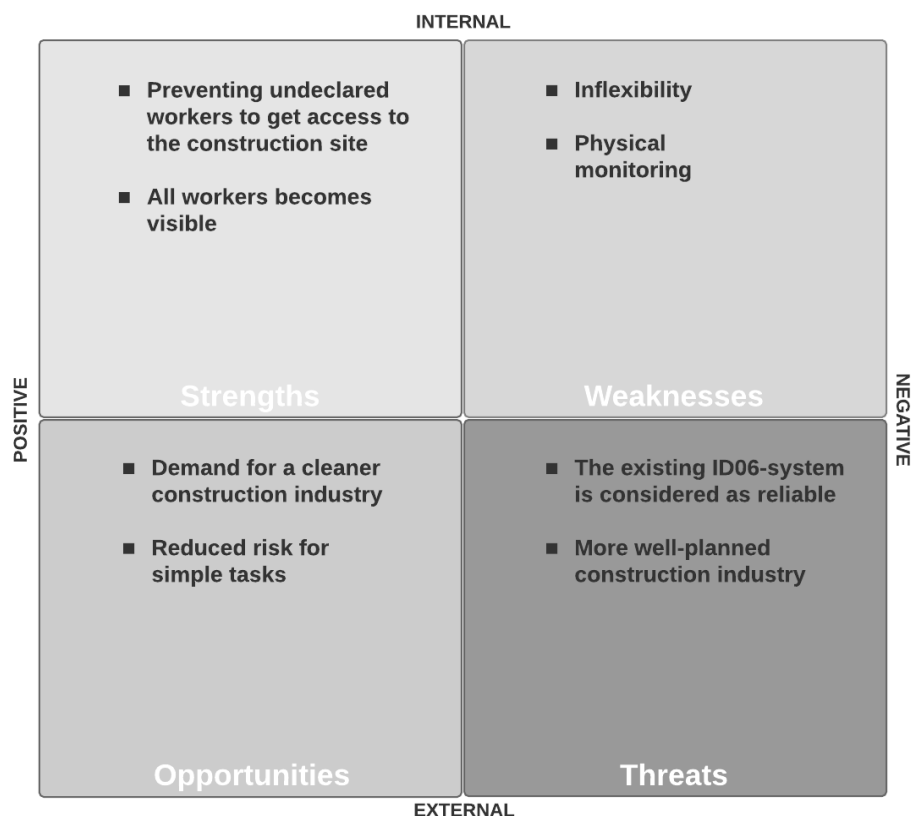 INTERNAL
■ Preventing undeclared
workers to get access to
the construction site
■ All workers becomes
visible
Strengths
■ Inflexibility
■ Physical
monitoring
Weaknesses
POSITIVE
NEGATIVE
■ Demand for a cleaner
construction industry
■ Reduced risk for
simple tasks
Opportunities
■ The existing ID06-system
is considered as reliable
■ More well-planned
construction industry
Threats
EXTERNAL